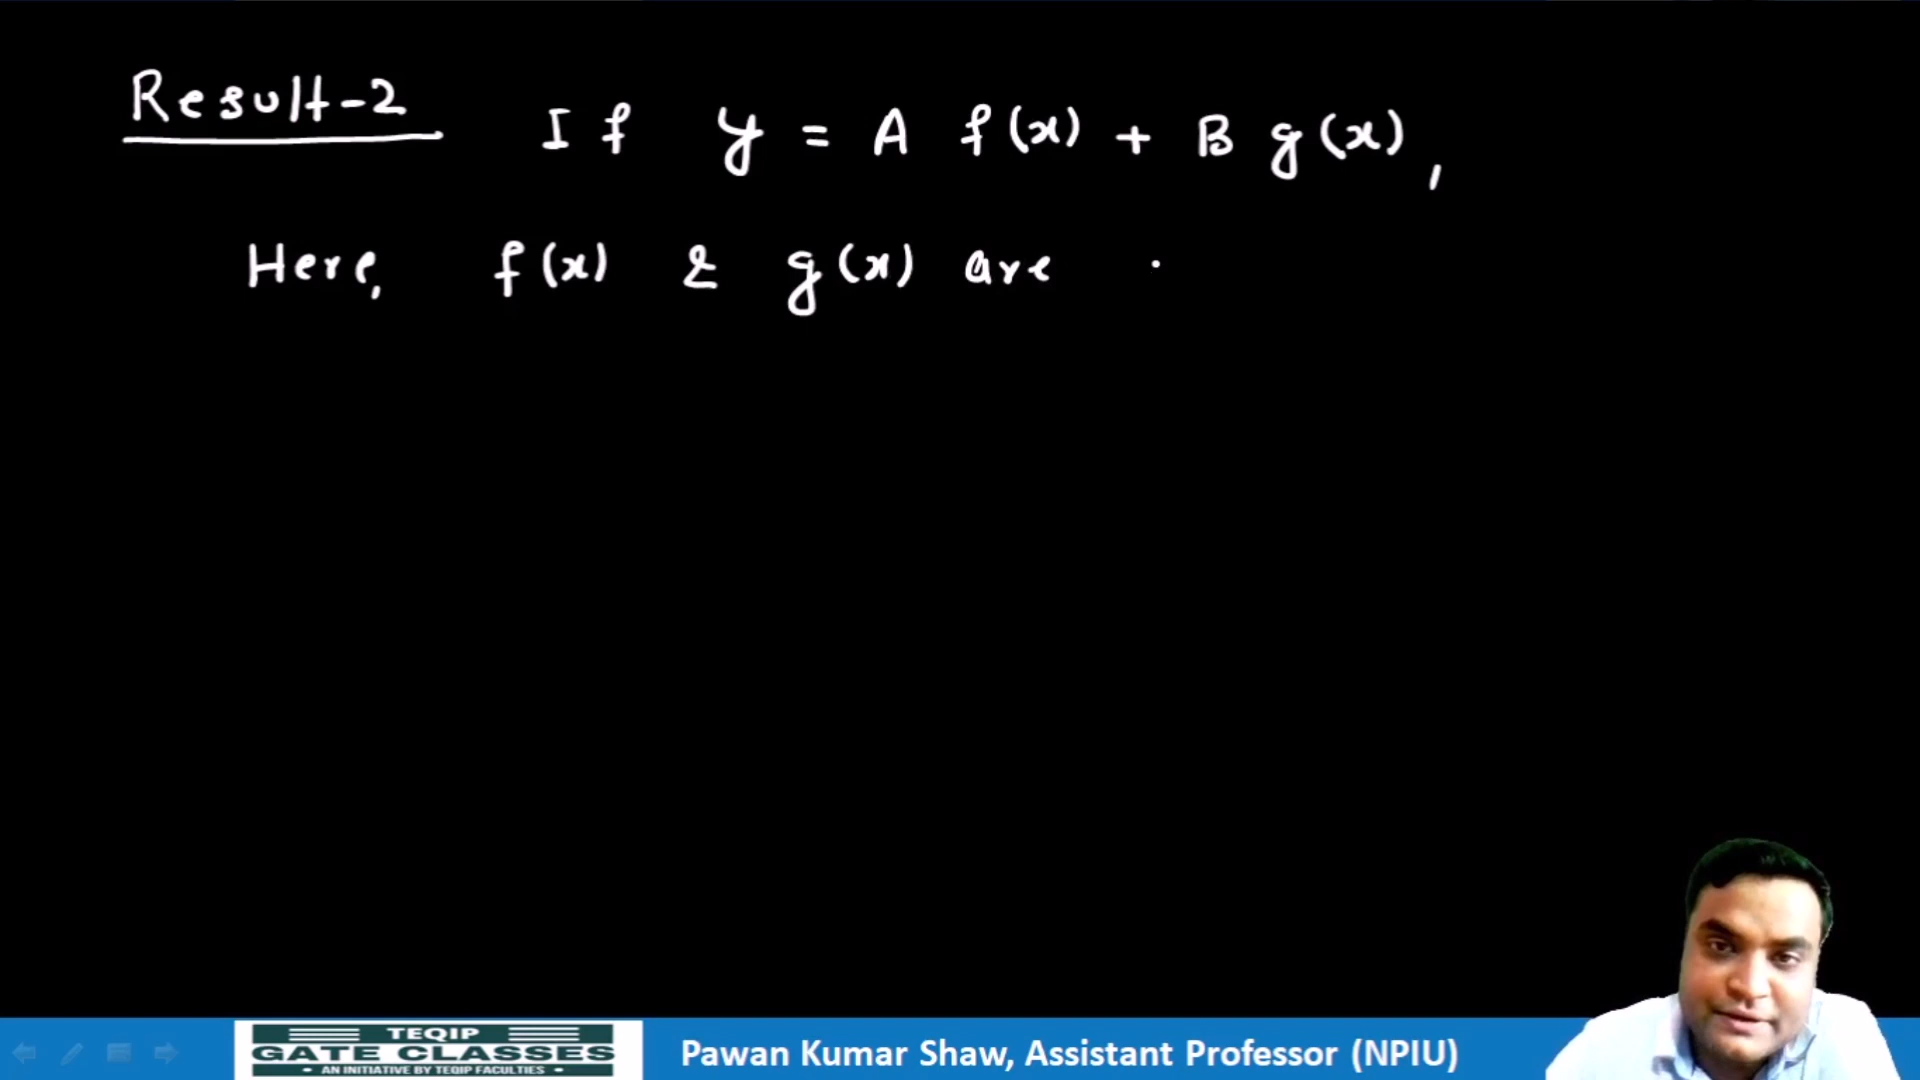 Result-2 If y = A f(x) + B g(x),
Here, f(x) & g(x) are
TEQIP
GATE CLASSES
• AN INITIATIVE BY TEQIP FACULTIES •
Pawan Kumar Shaw, Assistant Professor (NPIU)